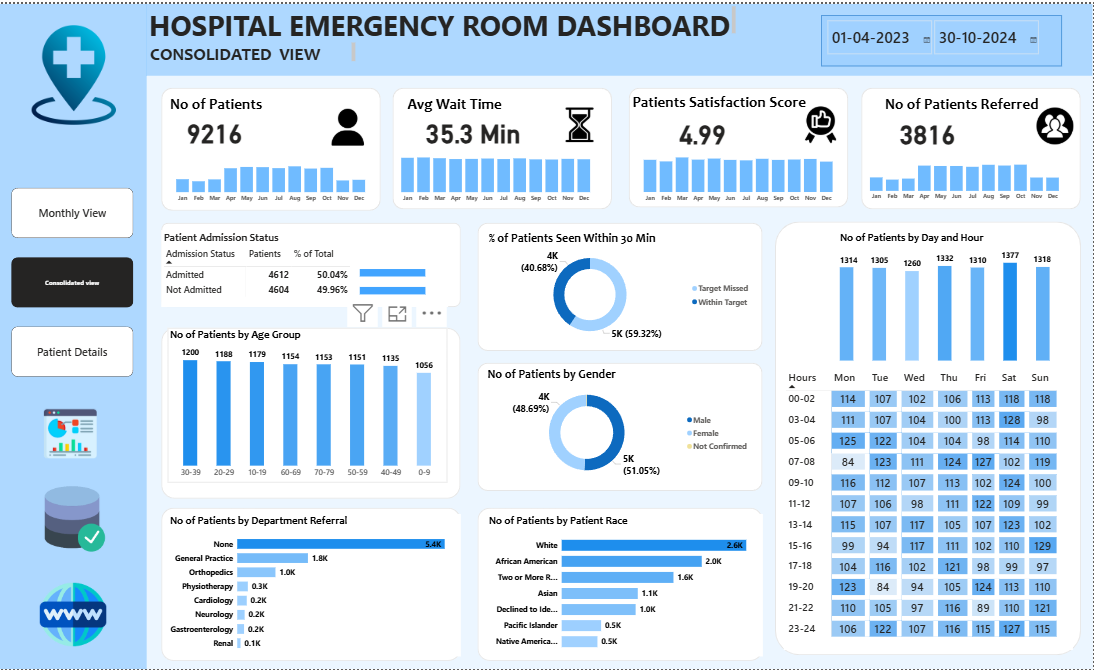 HOSPITAL EMERGENCY ROOM DASHBOARD
CONSOLIDATED VIEW
01-04-2023 30-10-2024
Monthly View
Consolidated view
Patient Details
WWW
No of Patients
9216
Jan Feb Mar Apr May Jun Jul Aug Sep Oct Nov Dec
Avg Wait Time
35.3 Min
Jan Feb Mar Apr May Jun Jul Aug Sep Oct Nov Dec
Patients Satisfaction Score
4.99
Jan Feb Mar Apr May Jun Jul Aug Sep Oct Nov Dec
No of Patients Referred
3816
Jan Feb Mar Apr May Jun Jul Aug Sep Oct Nov Dec
Patient Admission Status
Admission Status Patients % of Total
Admitted 4612 50.04%
Not Admitted 4604 49.96%
No of Patients by Age Group
1200 1188 1179 1154 1153 1151 1135 1056
30-39 20-29 10-19 60-69 70-79 50-59 40-49 0-9
No of Patients by Department Referral
None 5.4K
General Practice 1.8K
Orthopedics 1.0K
Physiotherapy 0.3K
Cardiology 0.2K
Neurology 0.2K
Gastroenterology 0.2K
Renal 0.1K
% of Patients Seen Within 30 Min
4K
(40.68%)
Target Missed
Within Target
5K (59.32%)
No of Patients by Gender
4K
(48.69%)
Male
Female
Not Confirmed
5K
(51.05%)
No of Patients by Patient Race
White 2.6K
African American 2.0K
Two or More R... 1.6K
Asian 1.1K
Declined to Ide... 1.0K
Pacific Islander 0.5K
Native America... 0.5K
No of Patients by Day and Hour
1314 1305 1260 1332 1310 1377 1318
Hours Mon Tue Wed Thu Fri Sat Sun
00-02 114 107 102 106 113 118 118
03-04 111 107 104 100 113 128 98
05-06 125 122 104 104 98 114 110
07-08 84 123 111 124 127 102 119
09-10 116 112 107 113 102 124 100
11-12 107 106 98 111 122 109 99
13-14 115 107 117 105 107 123 102
15-16 99 94 117 111 102 110 129
17-18 104 116 102 121 98 99 97
19-20 123 84 94 105 124 113 110
21-22 110 105 97 116 89 110 121
23-24 106 122 107 116 115 127 115